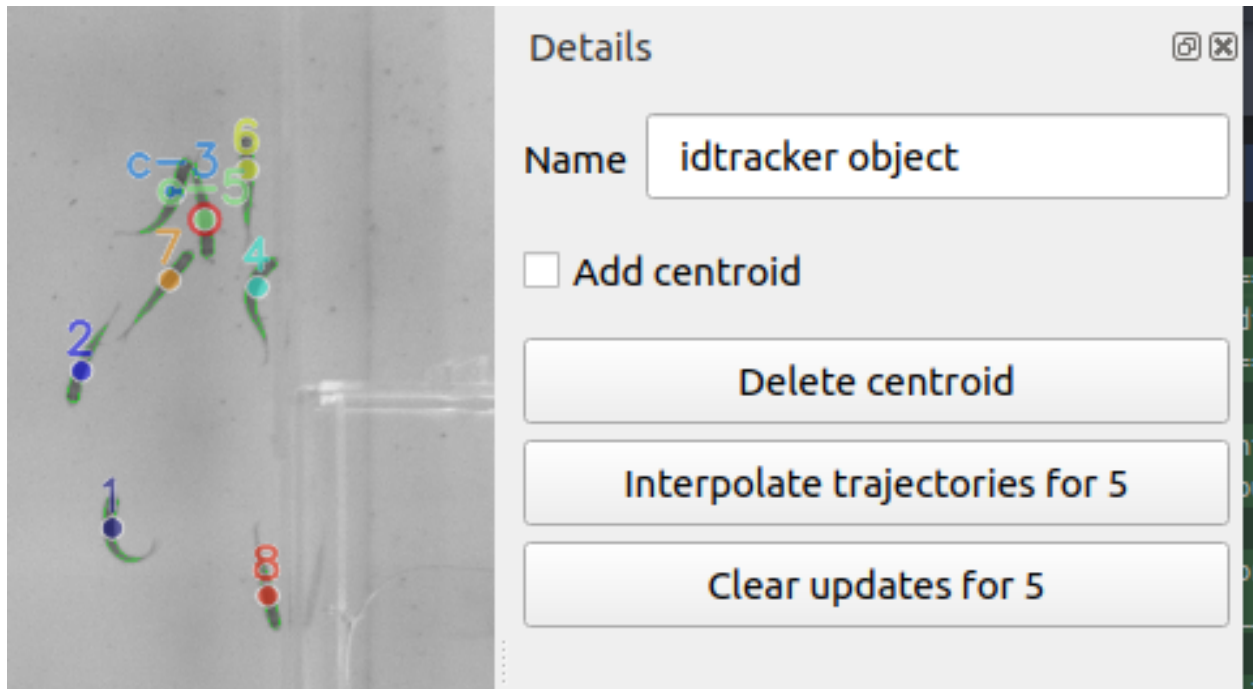 Details
6
c-3
c-5
Name idtracker object
7
4
Add centroid
2
Delete centroid
Interpolate trajectories for 5
1
8
Clear updates for 5